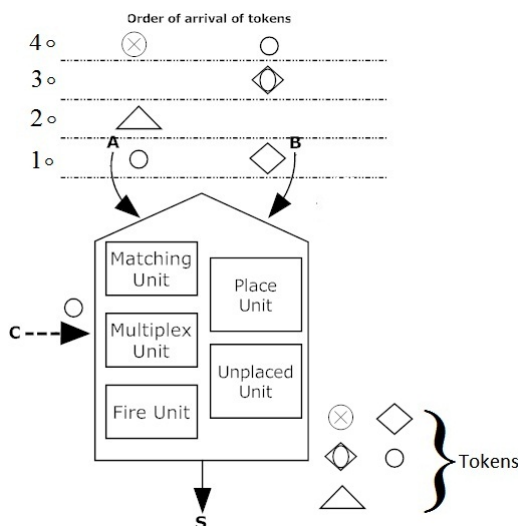 Order of arrival of tokens
4 o
3 o
2 o
A
B
1 o
Matching
Unit
Place
Unit
C
Multiplex
Unit
Unplaced
Unit
Fire Unit
Tokens
S